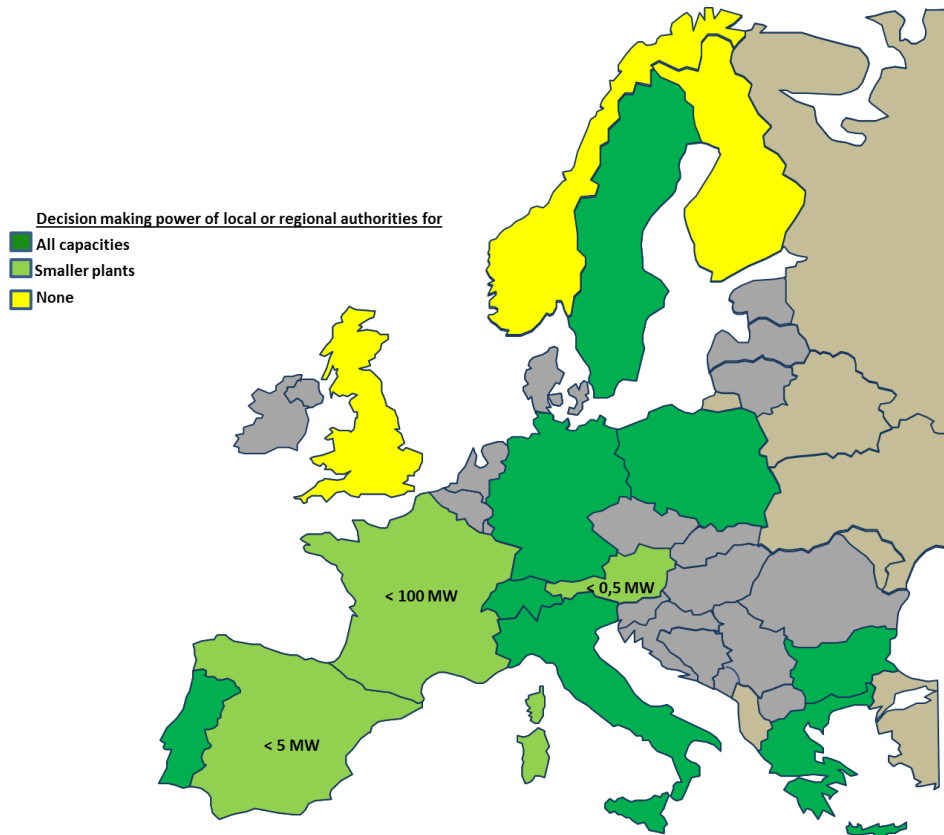 Decision making power of local or regional authorities for
All capacities
Smaller plants
None
< 100 MW
< 0,5 MW
< 5 MW